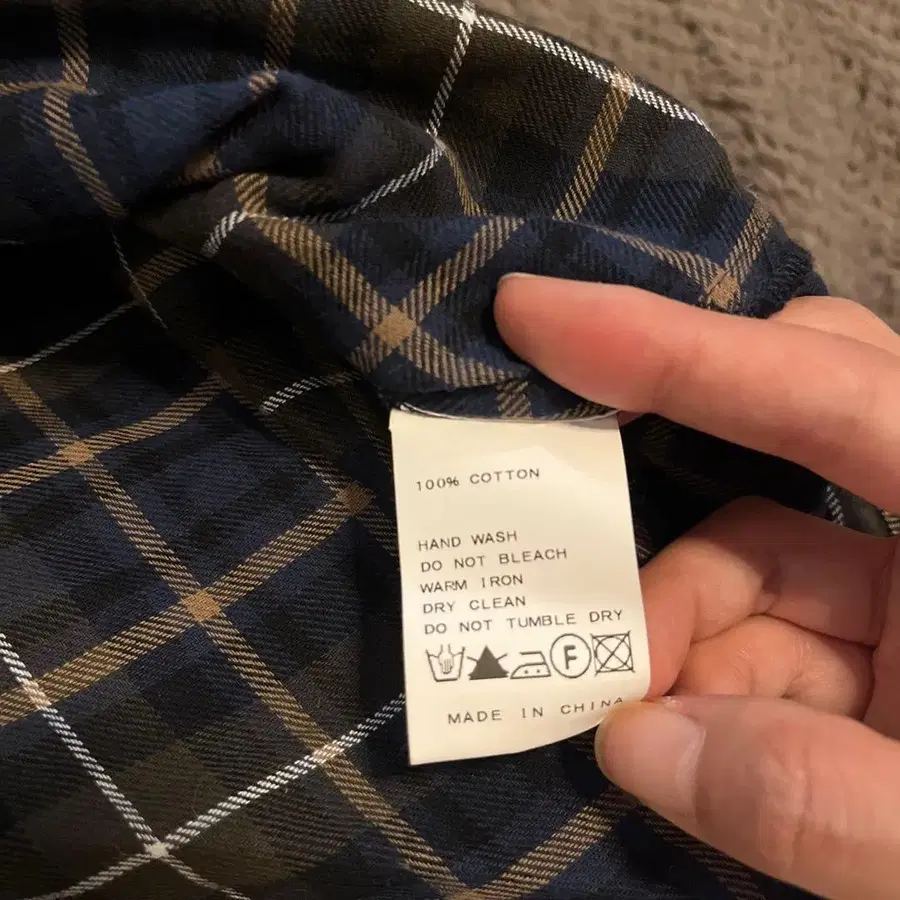 100% COTTON
HAND WASH
DO NOT BLEACH
WARM IRON
DRY CLEAN
DO NOT TUMBLE DRY
F
MADE IN CHINA